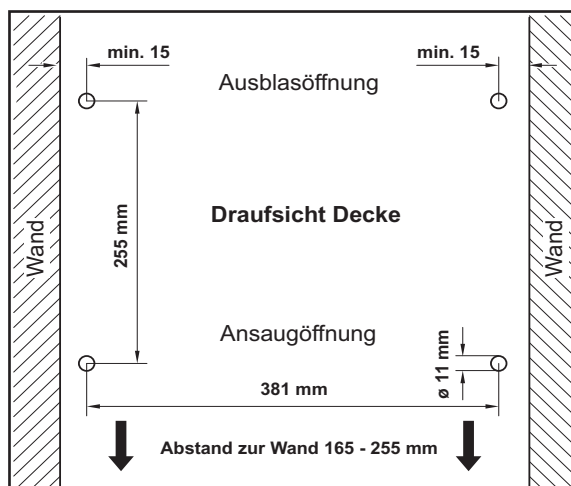 min. 15
min. 15
Ausblasöffnung
Draufsicht Decke
255 mm
Wand
Wand
Ansaugöffnung
ø 11 mm
381 mm
Abstand zur Wand 165 - 255 mm